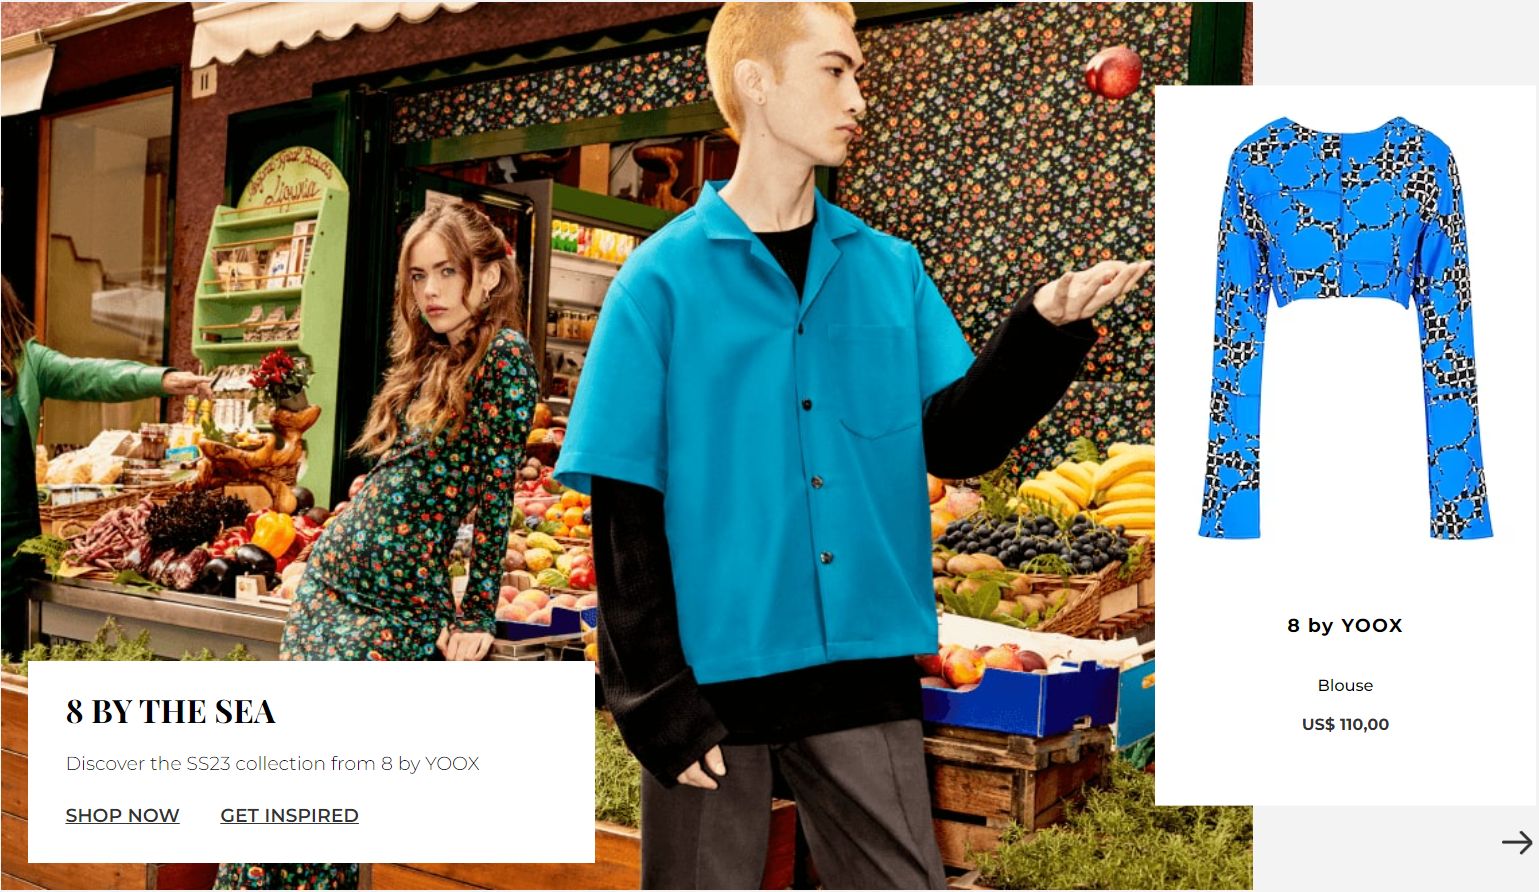 Liguria
8 BY THE SEA
Discover the SS23 collection from 8 by YOOX
SHOP NOW GET INSPIRED
8 by YOOX
Blouse
US$ 110,00